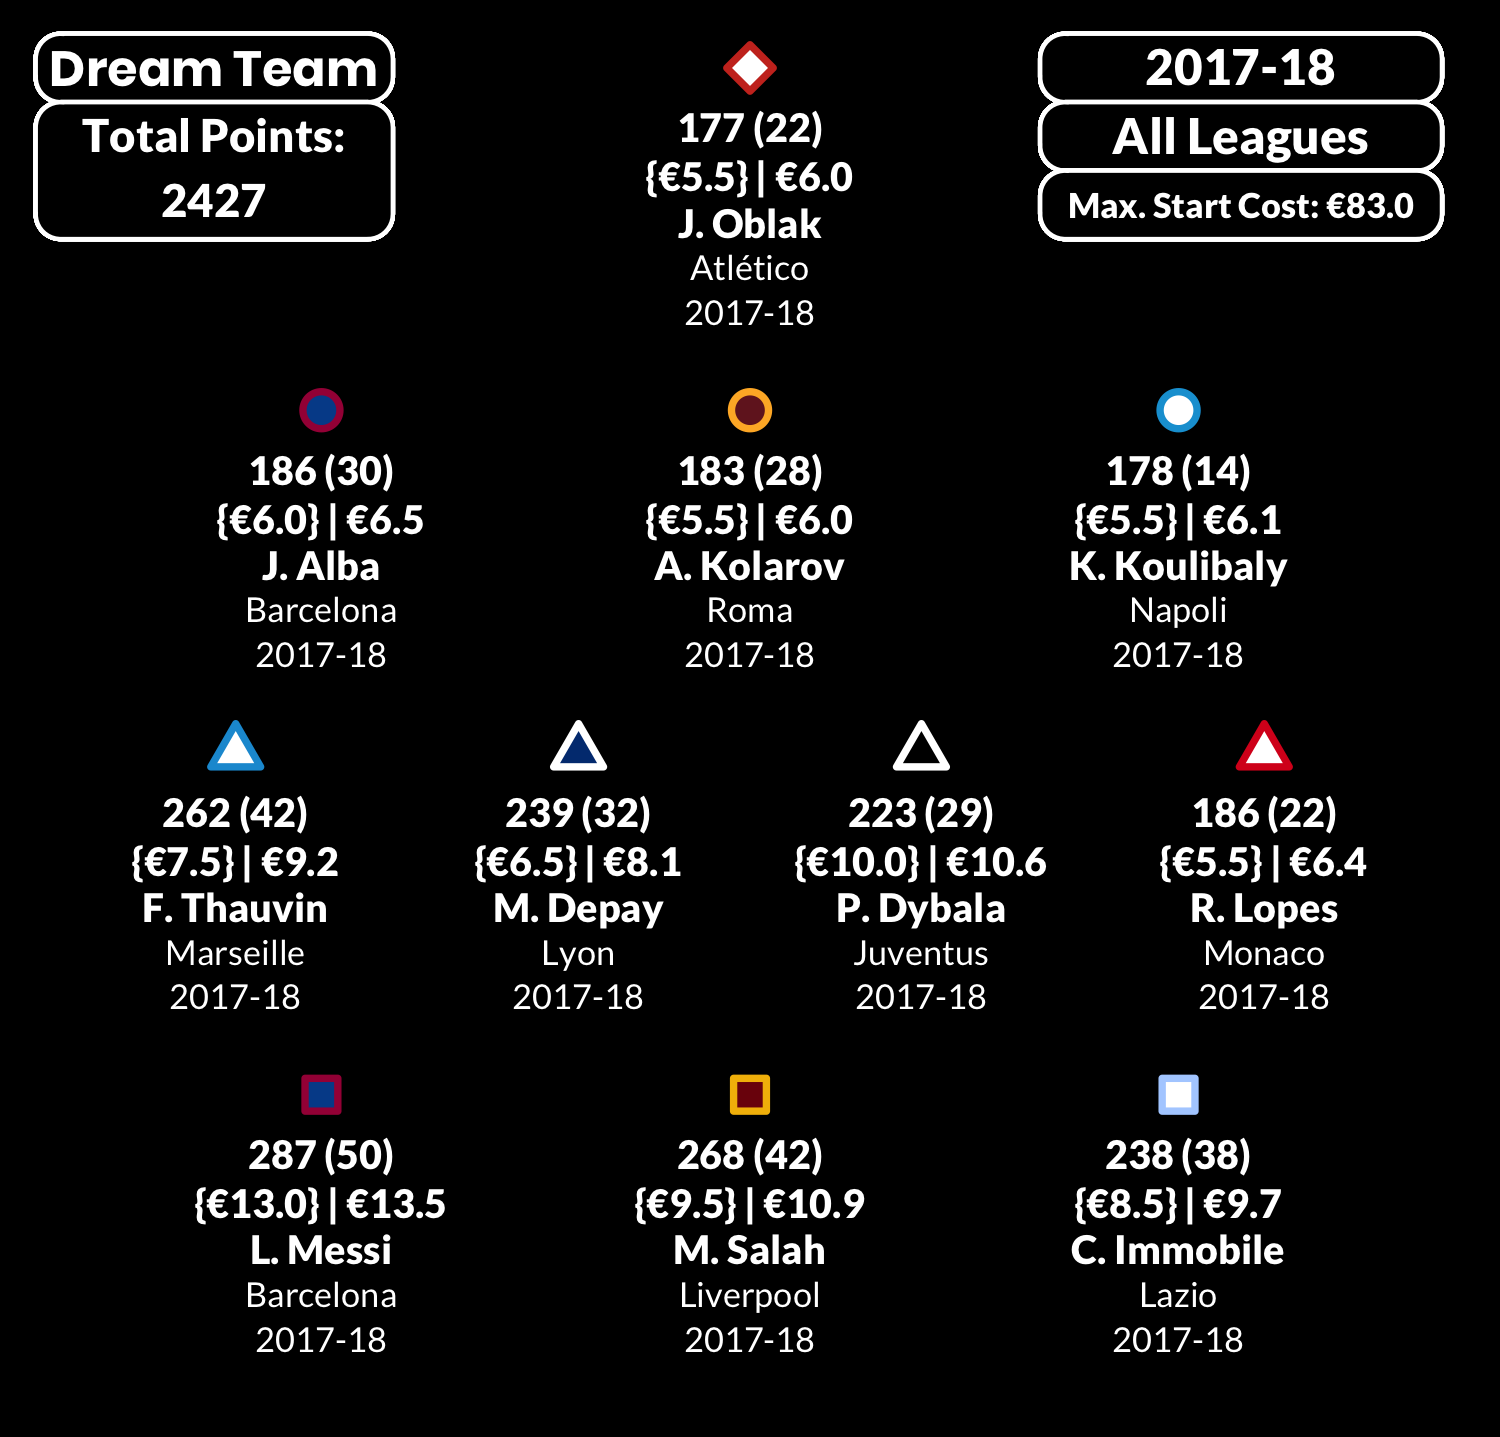 Dream Team
Total Points:
2427
2017-18
All Leagues
Max. Start Cost: €83.0
177 (22)
{€5.5} | €6.0
J. Oblak
Atlético
2017-18
186 (30)
{€6.0} | €6.5
J. Alba
Barcelona
2017-18
183 (28)
{€5.5} | €6.0
A. Kolarov
Roma
2017-18
178 (14)
{€5.5} | €6.1
K. Koulibaly
Napoli
2017-18
262 (42)
{€7.5} | €9.2
F. Thauvin
Marseille
2017-18
239 (32)
{€6.5} | €8.1
M. Depay
Lyon
2017-18
223 (29)
{€10.0} | €10.6
P. Dybala
Juventus
2017-18
186 (22)
{€5.5} | €6.4
R. Lopes
Monaco
2017-18
287 (50)
{€13.0} | €13.5
L. Messi
Barcelona
2017-18
268 (42)
{€9.5} | €10.9
M. Salah
Liverpool
2017-18
238 (38)
{€8.5} | €9.7
C. Immobile
Lazio
2017-18